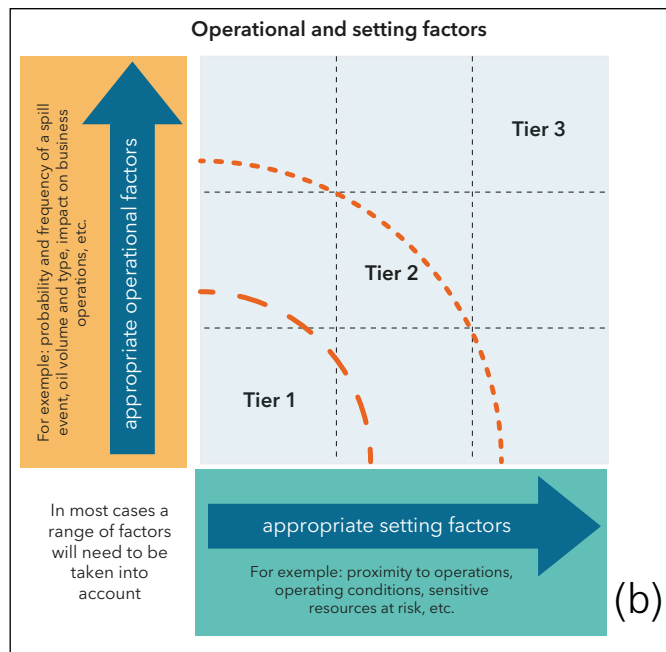 Operational and setting factors
For exemple: probability and frequency of a spill
event, oil volume and type, impact on business
operations, etc.
appropriate operational factors
Tier 3
Tier 2
Tier 1
In most cases a
range of factors
will need to be
taken into
account
appropriate setting factors
For exemple: proximity to operations,
operating conditions, sensitive
resources at risk, etc.
(b)